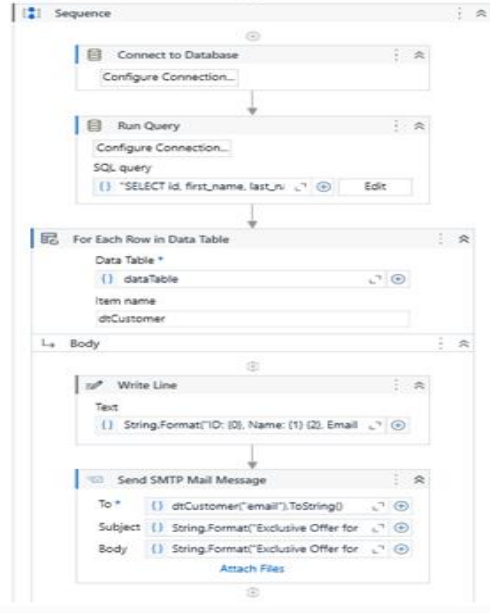 Sequence
Connect to Database
Configure Connection...
Run Query
Configure Connection...
SQL query
"SELECT id, first_name, last_n
Edit
For Each Row in Data Table
Data Table *
dataTable
Item name
dtCustomer
Body
Write Line
Text
String.Format("ID: {0}, Name: {1} {2}, Email
Send SMTP Mail Message
To * dtCustomer("email").ToString()
Subject String.Format("Exclusive Offer for
Body String.Format("Exclusive Offer for
Attach Files